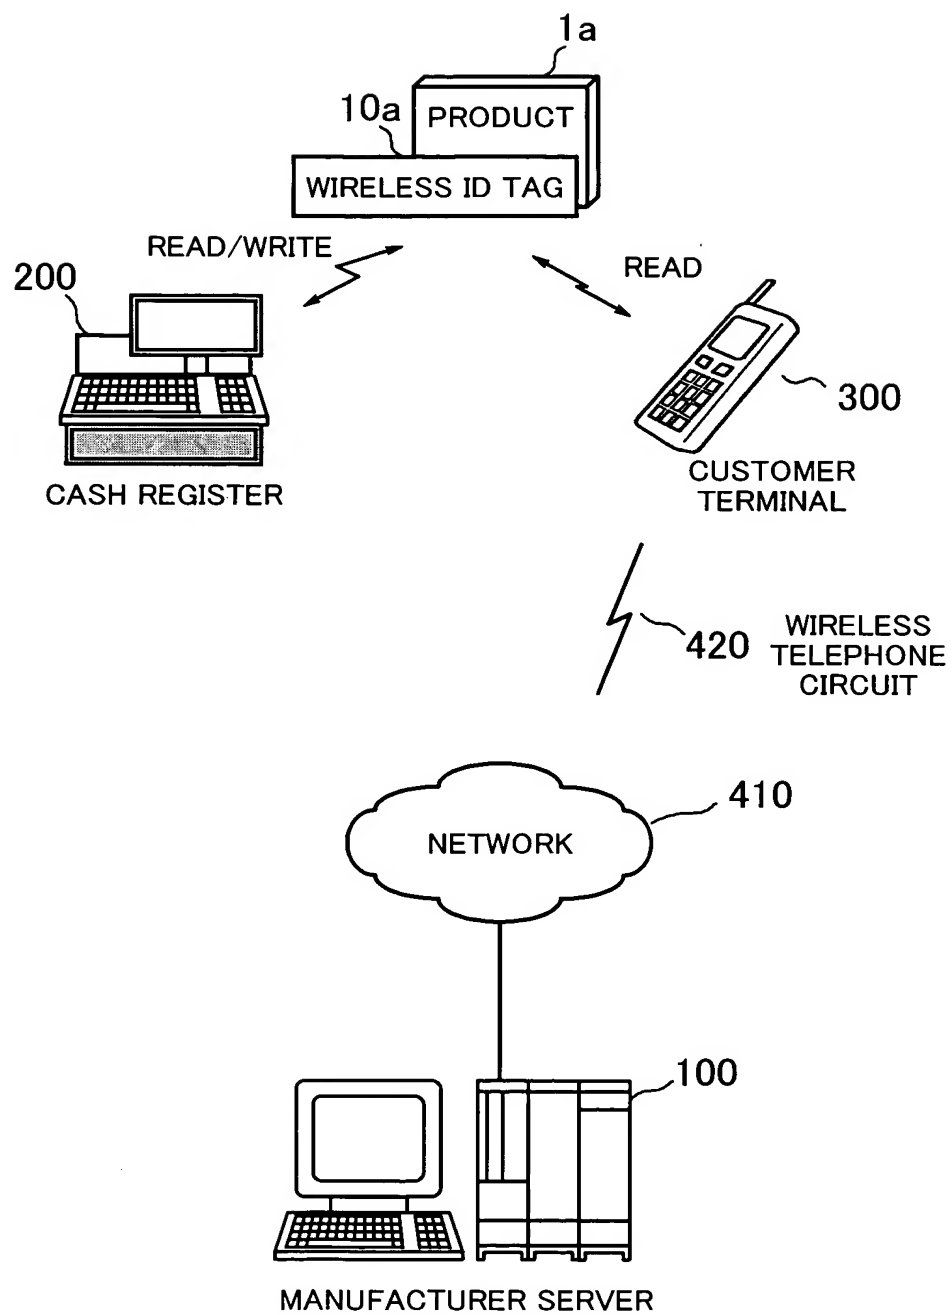 1a
10a
PRODUCT
WIRELESS ID TAG
READ/WRITE
READ
200
300
CASH REGISTER
CUSTOMER
TERMINAL
420
WIRELESS
TELEPHONE
CIRCUIT
410
NETWORK
100
MANUFACTURER SERVER